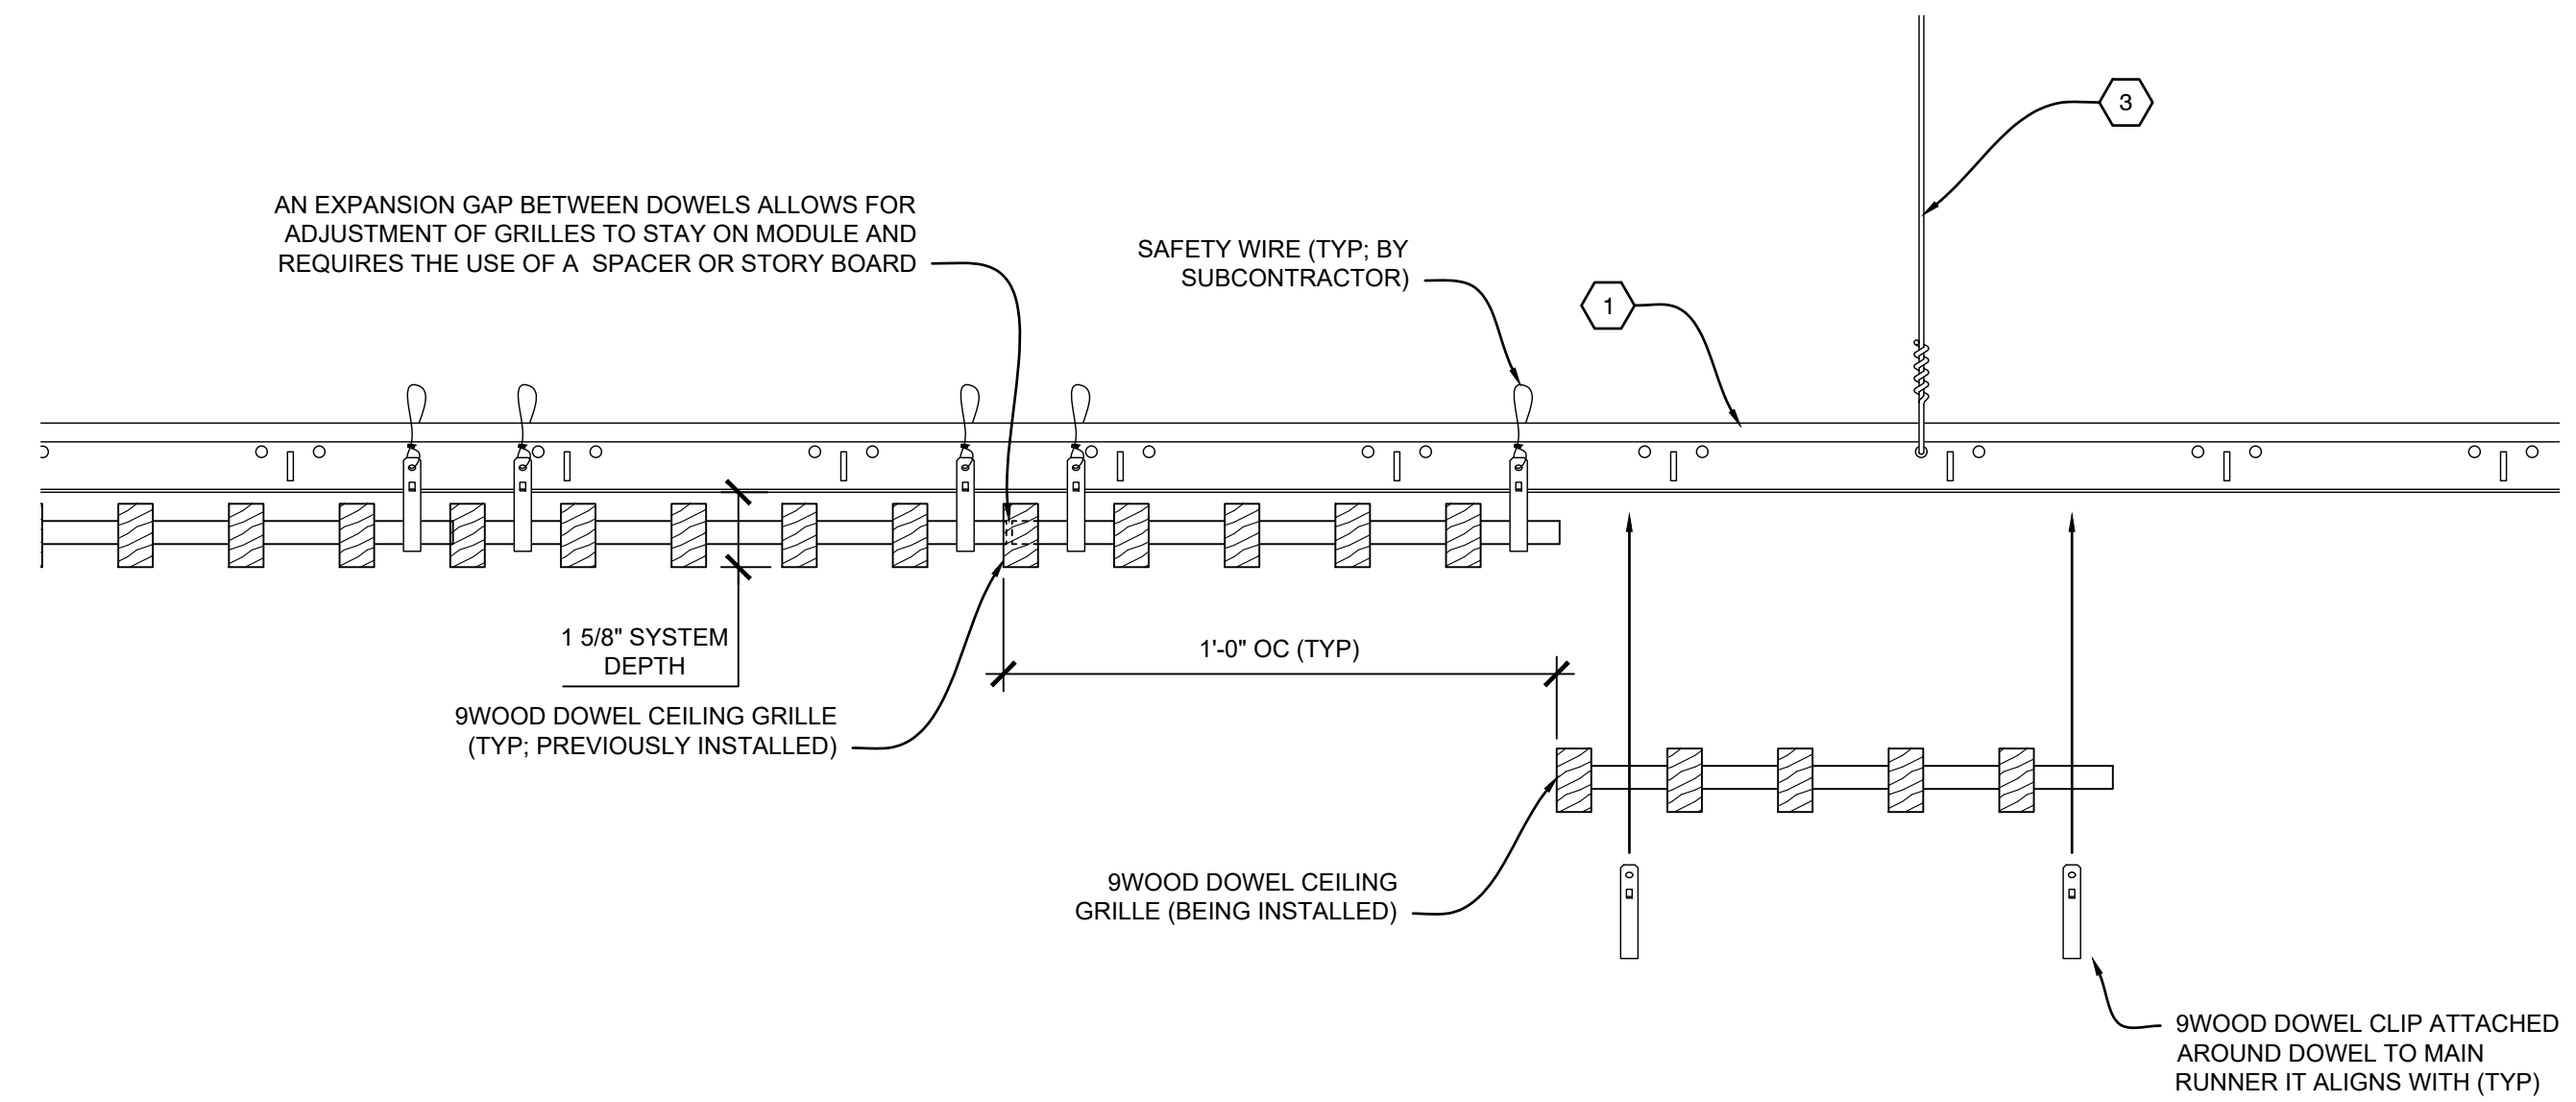 3
AN EXPANSION GAP BETWEEN DOWELS ALLOWS FOR
ADJUSTMENT OF GRILLES TO STAY ON MODULE AND
REQUIRES THE USE OF A SPACER OR STORY BOARD
SAFETY WIRE (TYP; BY
SUBCONTRACTOR)
1
1 5/8" SYSTEM
DEPTH
1'-0" OC (TYP)
9WOOD DOWEL CEILING GRILLE
(TYP; PREVIOUSLY INSTALLED)
9WOOD DOWEL CEILING
GRILLE (BEING INSTALLED)
9WOOD DOWEL CLIP ATTACHED
AROUND DOWEL TO MAIN
RUNNER IT ALIGNS WITH (TYP)